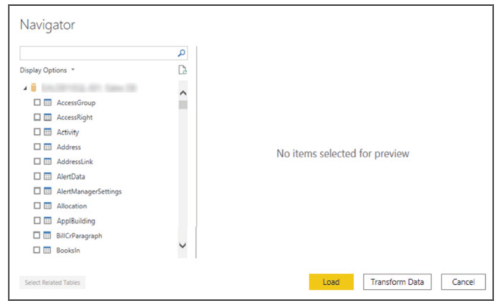 Navigator
Display Options
AccessGroup
AccessRight
Activity
Address
AddressLink
AlertData
AlertManagerSettings
Allocation
ApplBuilding
BillCrParagraph
BooksIn
No items selected for preview
Select Related Tables
Load
Transform Data
Cancel